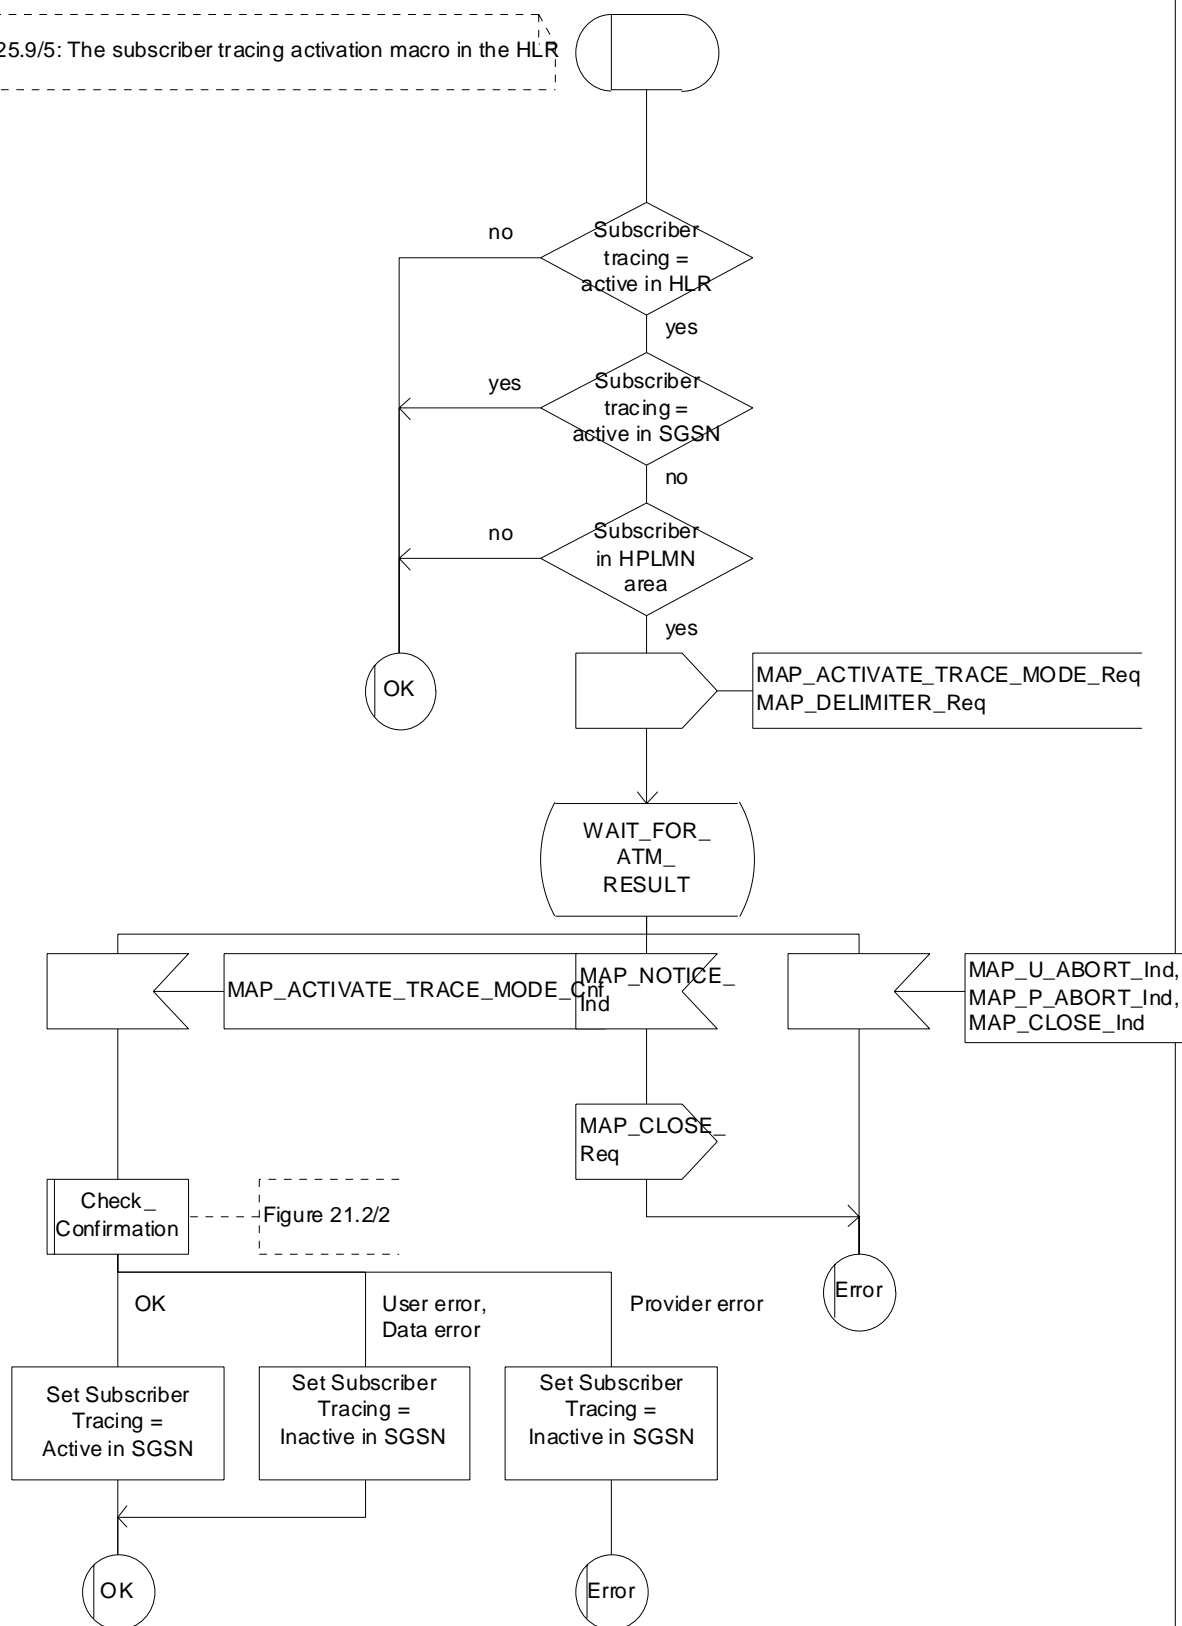 25.9/5: The subscriber tracing activation macro in the HLR
Subscriber
tracing =
active in HLR
no
yes
Subscriber
tracing =
active in SGSN
yes
no
Subscriber
in HPLMN
area
no
yes
OK
MAP_ACTIVATE_TRACE_MODE_Req
MAP_DELIMITER_Req
WAIT_FOR_
ATM_
RESULT
MAP_ACTIVATE_TRACE_MODE_Cnf
MAP_NOTICE_
Ind
MAP_U_ABORT_Ind,
MAP_P_ABORT_Ind,
MAP_CLOSE_Ind
MAP_CLOSE_
Req
Check_
Confirmation
Figure 21.2/2
Error
OK
User error,
Data error
Provider error
Set Subscriber
Tracing =
Active in SGSN
Set Subscriber
Tracing =
Inactive in SGSN
Set Subscriber
Tracing =
Inactive in SGSN
OK
Error